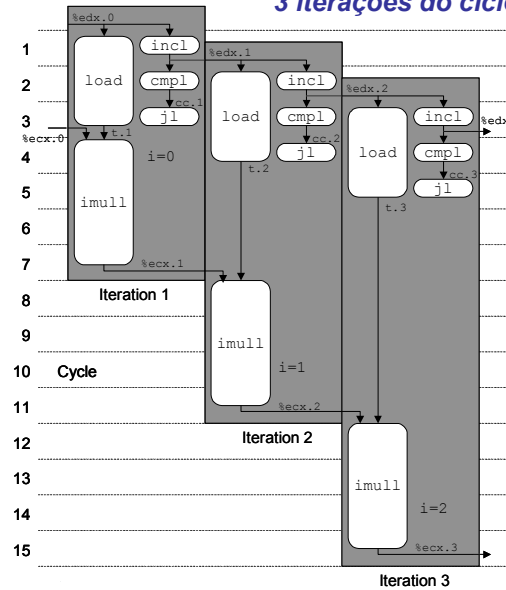 3 iterações do ciclo
%edx.0
1
incl
%edx.1
2
load
cmpl
incl
%edx.2
cc.1
3
jl
load
cmpl
incl
%edx
%ecx.0
t.1
cc.2
4
i=0
jl
load
cmpl
t.2
cc.3
5
imull
jl
t.3
6
7
%ecx.1
8
Iteration 1
9
imull
10
Cycle
i=1
11
%ecx.2
12
Iteration 2
13
imull
14
i=2
15
%ecx.3
Iteration 3